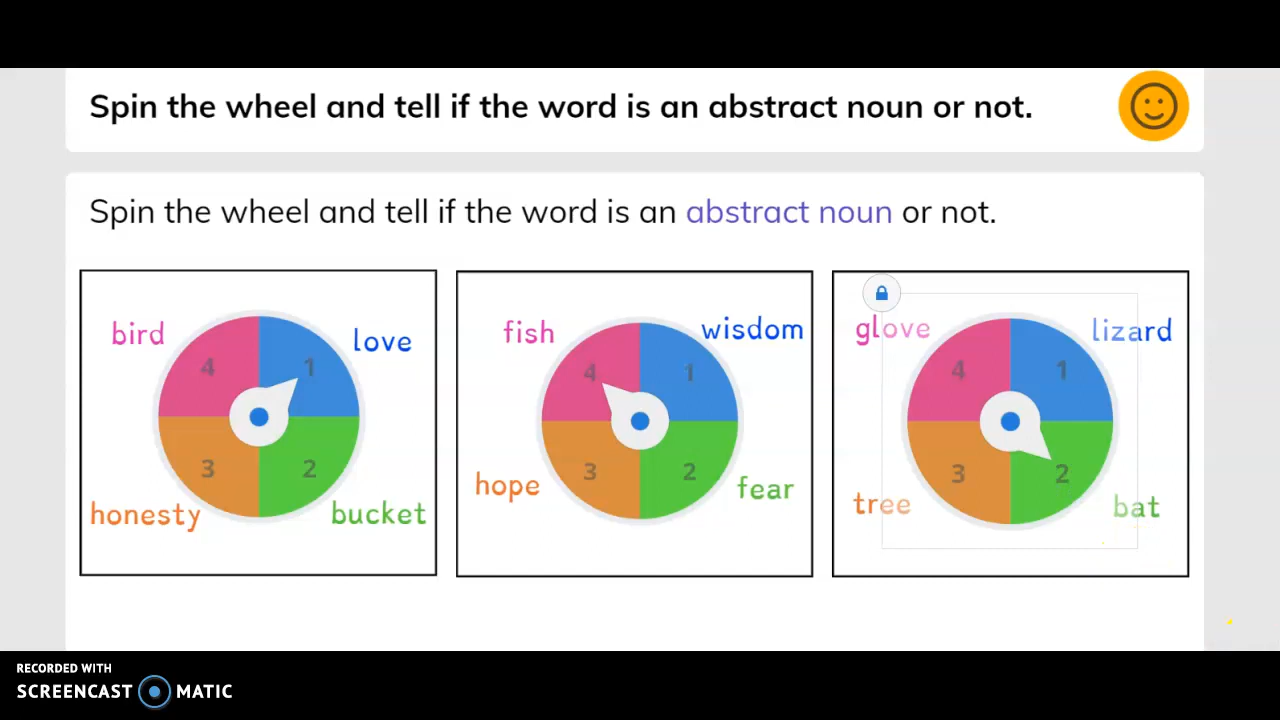 Spin the wheel and tell if the word is an abstract noun or not.
Spin the wheel and tell if the word is an abstract noun or not.
bird
love
4
1
3
2
honesty
bucket
fish
wisdom
4
1
3
2
hope
fear
glove
lizard
4
1
3
2
tree
bat
RECORDED WITH
SCREENCAST MATIC